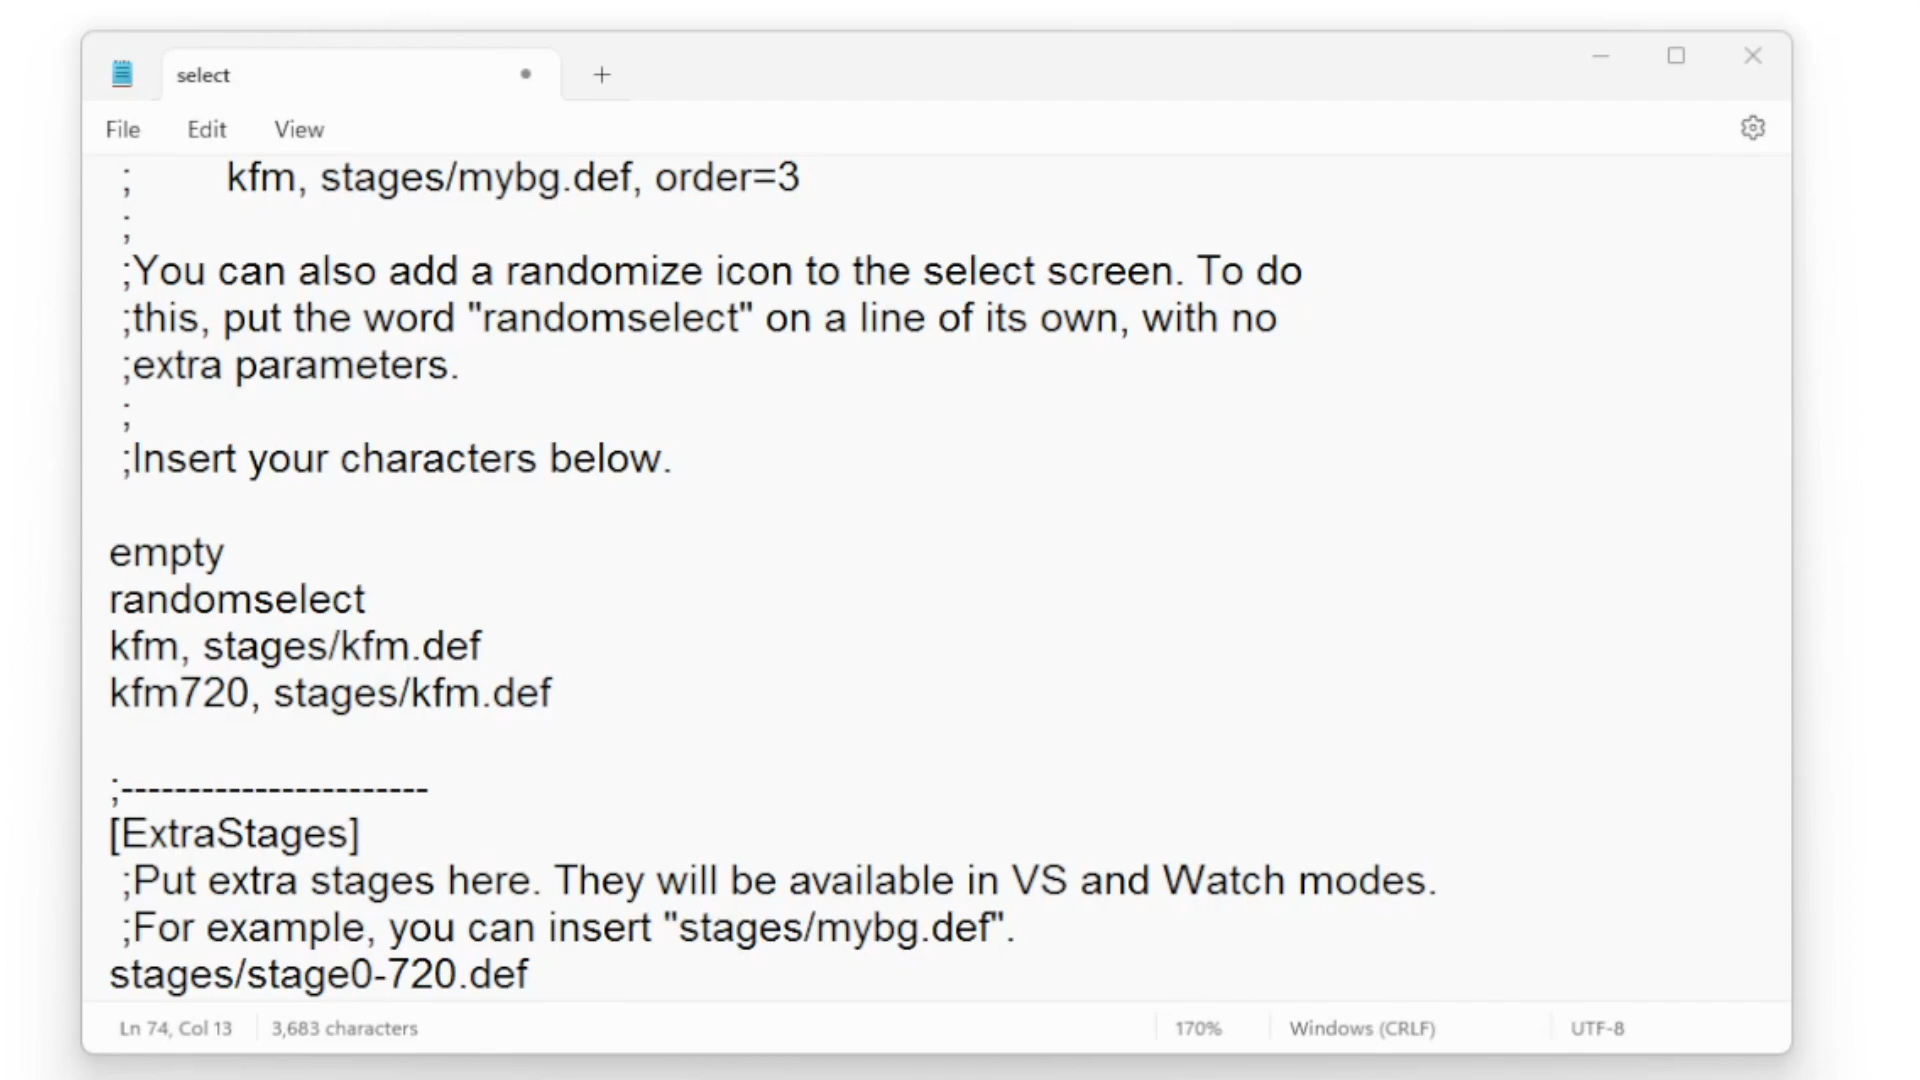 select
File Edit View
; kfm, stages/mybg.def, order=3
;
;You can also add a randomize icon to the select screen. To do
;this, put the word "randomselect" on a line of its own, with no
;extra parameters.
;
;Insert your characters below.
empty
randomselect
kfm, stages/kfm.def
kfm720, stages/kfm.def
;-----------------------
[ExtraStages]
;Put extra stages here. They will be available in VS and Watch modes.
;For example, you can insert "stages/mybg.def".
stages/stage0-720.def
Ln 74, Col 13 3,683 characters 170% Windows (CRLF) UTF-8